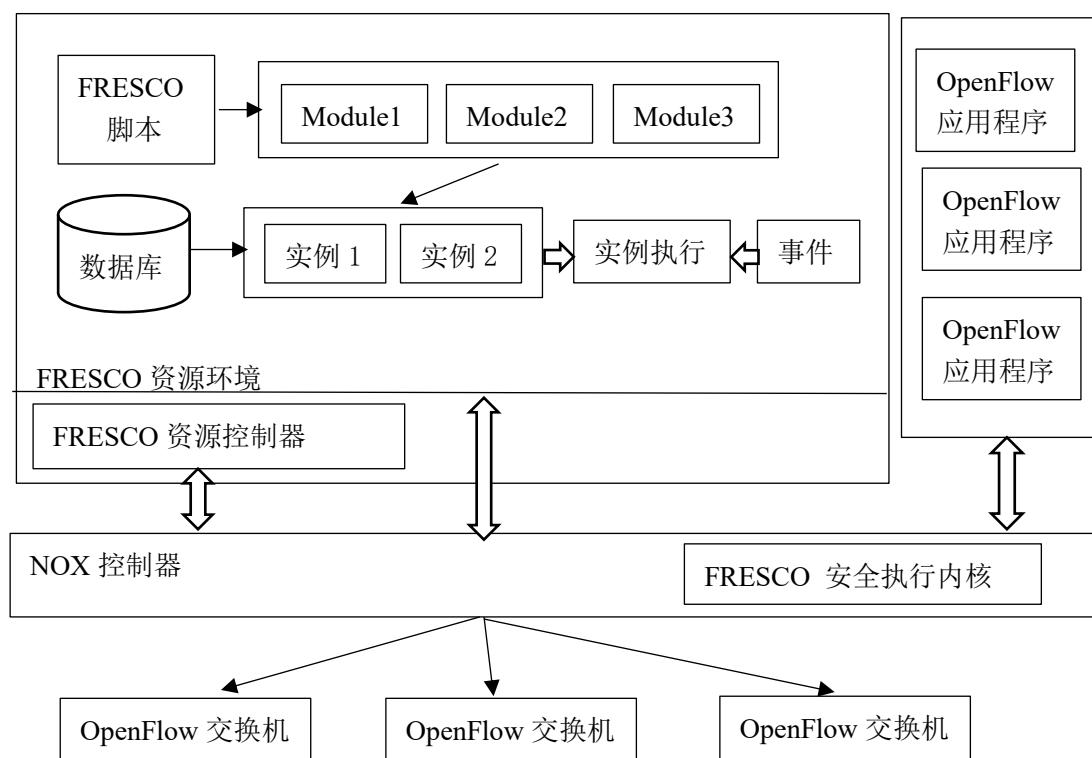 FRESCO
脚本
Module1
Module2
Module3
OpenFlow
应用程序
数据库
实例 1
实例 2
实例执行
事件
OpenFlow
应用程序
OpenFlow
应用程序
FRESCO 资源环境
FRESCO 资源控制器
NOX 控制器
FRESCO 安全执行内核
OpenFlow 交换机
OpenFlow 交换机
OpenFlow 交换机